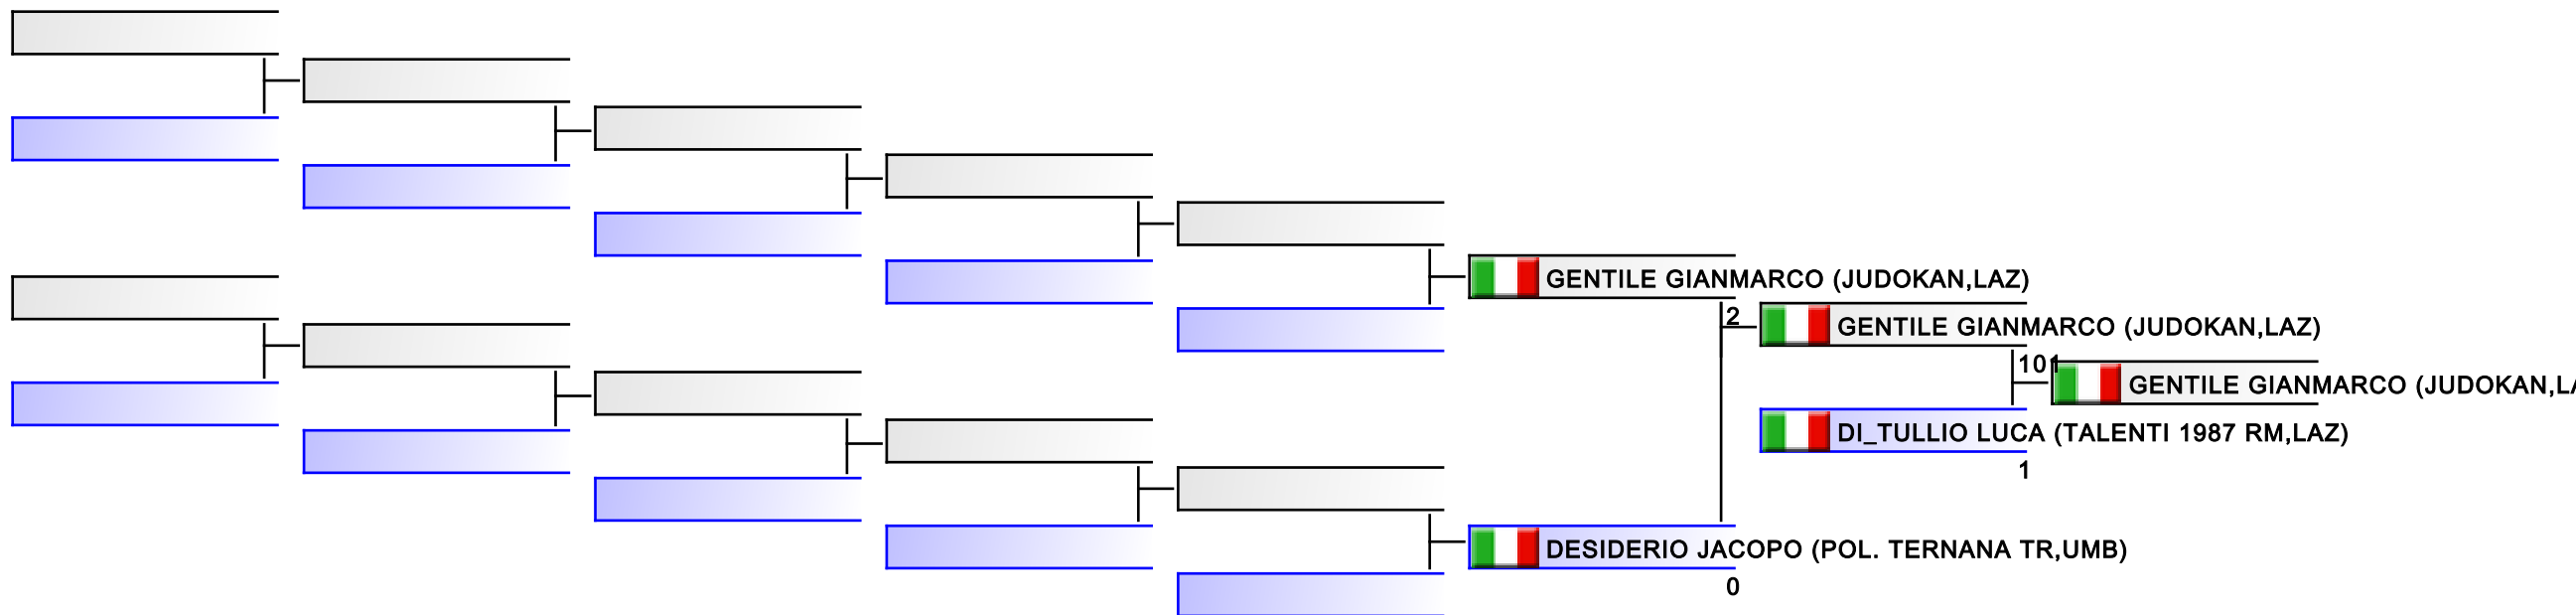 GENTILE GIANMARCO (JUDOKAN,LAZ)
2
GENTILE GIANMARCO (JUDOKAN,LAZ)
101
GENTILE GIANMARCO (JUDOKAN,LA
DI_TULLIO LUCA (TALENTI 1987 RM,LAZ)
1
DESIDERIO JACOPO (POL. TERNANA TR,UMB)
0